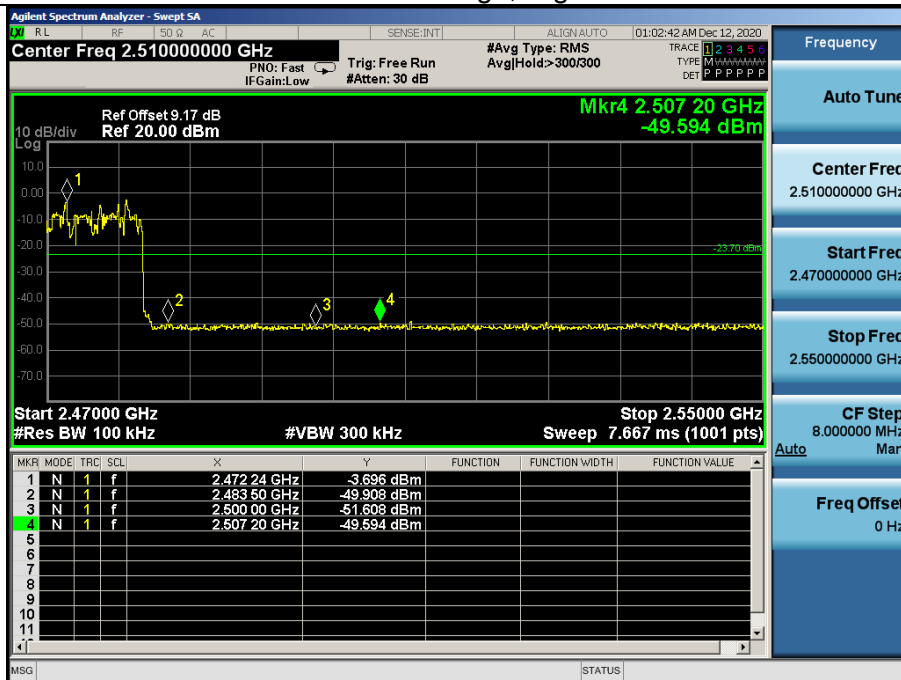 Agilent Spectrum Analyzer - Swept SA
LXI RL RF 50 Ω AC SENSE:INT ALIGN AUTO 01:02:42 AM Dec 12, 2020
Center Freq 2.510000000 GHz
PNO: Fast
IFGain:Low
Trig: Free Run
#Atten: 30 dB
#Avg Type: RMS
Avg|Hold:>300/300
TRACE 1 2 3 4 5 6
TYPE M WWWWW
DET P P P P P P
Mkr4 2.507 20 GHz
-49.594 dBm
Ref Offset 9.17 dB
10 dB/div Ref 20.00 dBm
Log
10.0
0.00
-10.0
-20.0
-30.0
-40.0
-50.0
-60.0
-70.0
1
2
3
4
-23.70 dBm
Start 2.47000 GHz Stop 2.55000 GHz
#Res BW 100 kHz #VBW 300 kHz Sweep 7.667 ms (1001 pts)
MKR MODE TRC SCL X Y FUNCTION FUNCTION WIDTH FUNCTION VALUE
1 N 1 f 2.472 24 GHz -3.696 dBm
2 N 1 f 2.483 50 GHz -49.908 dBm
3 N 1 f 2.500 00 GHz -51.608 dBm
4 N 1 f 2.507 20 GHz -49.594 dBm
5
6
7
8
9
10
11
MSG STATUS
Frequency
Auto Tune
Center Freq
2.510000000 GHz
Start Freq
2.470000000 GHz
Stop Freq
2.550000000 GHz
CF Step
8.000000 MHz
Auto Man
Freq Offset
0 Hz